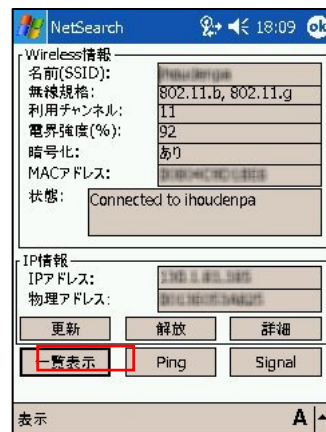 NetSearch 18:09 ok
Wireless情報
名前(SSID):
無線規格: 802.11.b, 802.11.g
利用チャンネル: 11
電界強度(%): 92
暗号化: あり
MACアドレス:
状態: Connected to ihoudenpa
IP情報
IPアドレス:
物理アドレス:
更新 解放 詳細
一覧表示 Ping Signal
表示 A